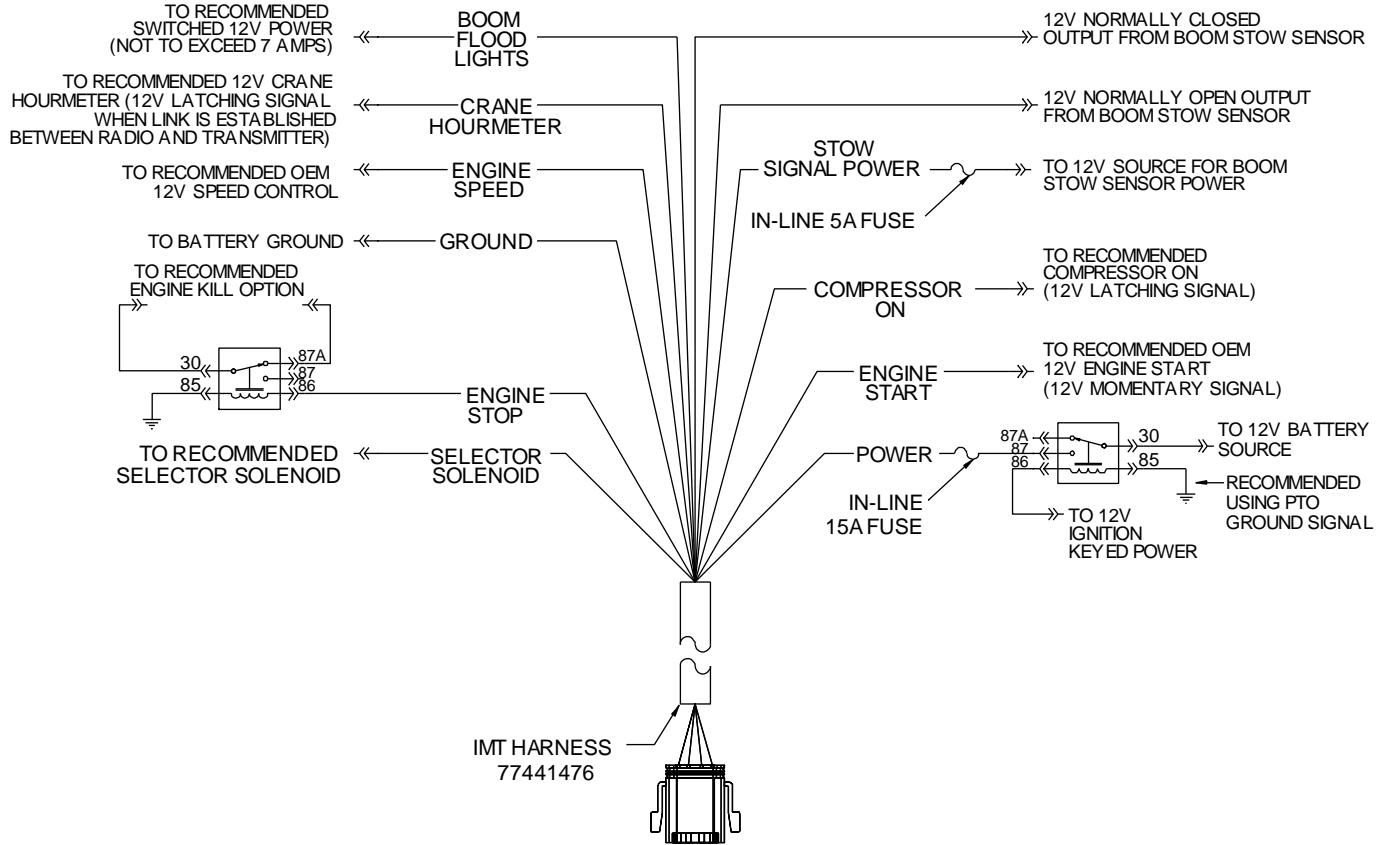 TO RECOMMENDED
SWITCHED 12V POWER
(NOT TO EXCEED 7 AMPS)
BOOM
FLOOD
LIGHTS
TO RECOMMENDED 12V CRANE
HOURMETER (12V LATCHING SIGNAL
WHEN LINK IS ESTABLISHED
BETWEEN RADIO AND TRANSMITTER)
CRANE
HOURMETER
TO RECOMMENDED OEM
12V SPEED CONTROL
ENGINE
SPEED
TO BATTERY GROUND
GROUND
TO RECOMMENDED
ENGINE KILL OPTION
30
85
87A
87
86
ENGINE
STOP
TO RECOMMENDED
SELECTOR SOLENOID
SELECTOR
SOLENOID
12V NORMALLY CLOSED
OUTPUT FROM BOOM STOW SENSOR
12V NORMALLY OPEN OUTPUT
FROM BOOM STOW SENSOR
STOW
SIGNAL POWER
TO 12V SOURCE FOR BOOM
STOW SENSOR POWER
IN-LINE 5A FUSE
COMPRESSOR
ON
TO RECOMMENDED
COMPRESSOR ON
(12V LATCHING SIGNAL)
ENGINE
START
TO RECOMMENDED OEM
12V ENGINE START
(12V MOMENTARY SIGNAL)
POWER
IN-LINE
15A FUSE
87A
87
86
30
85
TO 12V BATTERY
SOURCE
RECOMMENDED
USING PTO
GROUND SIGNAL
TO 12V
IGNITION
KEYED POWER
IMT HARNESS
77441476